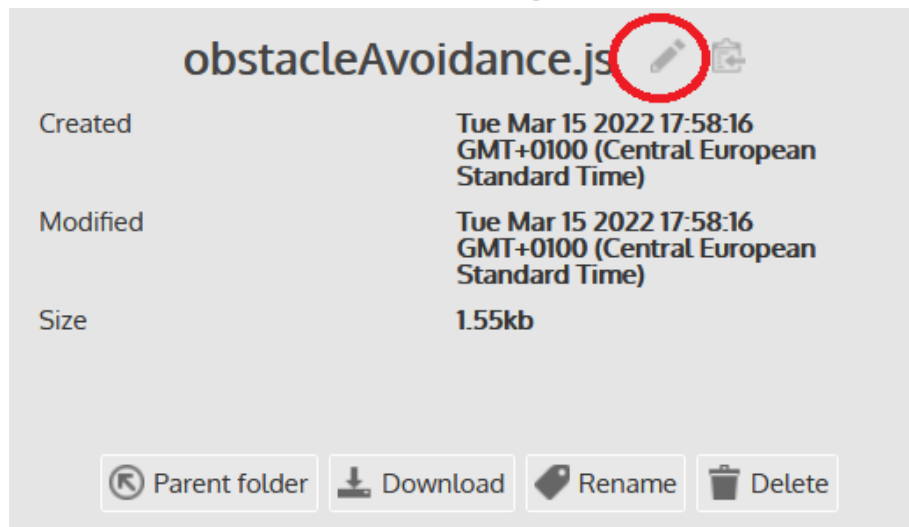 obstacleAvoidance.js
Created
Tue Mar 15 2022 17:58:16
GMT+0100 (Central European
Standard Time)
Modified
Tue Mar 15 2022 17:58:16
GMT+0100 (Central European
Standard Time)
Size
1.55kb
Parent folder
Download
Rename
Delete